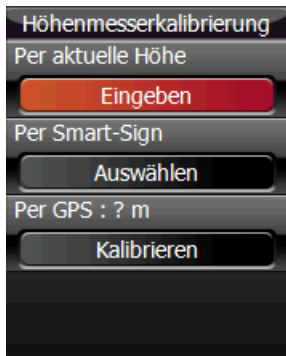 Höhenmesserkalibrierung
Per aktuelle Höhe
Eingeben
Per Smart-Sign
Auswählen
Per GPS : ? m
Kalibrieren